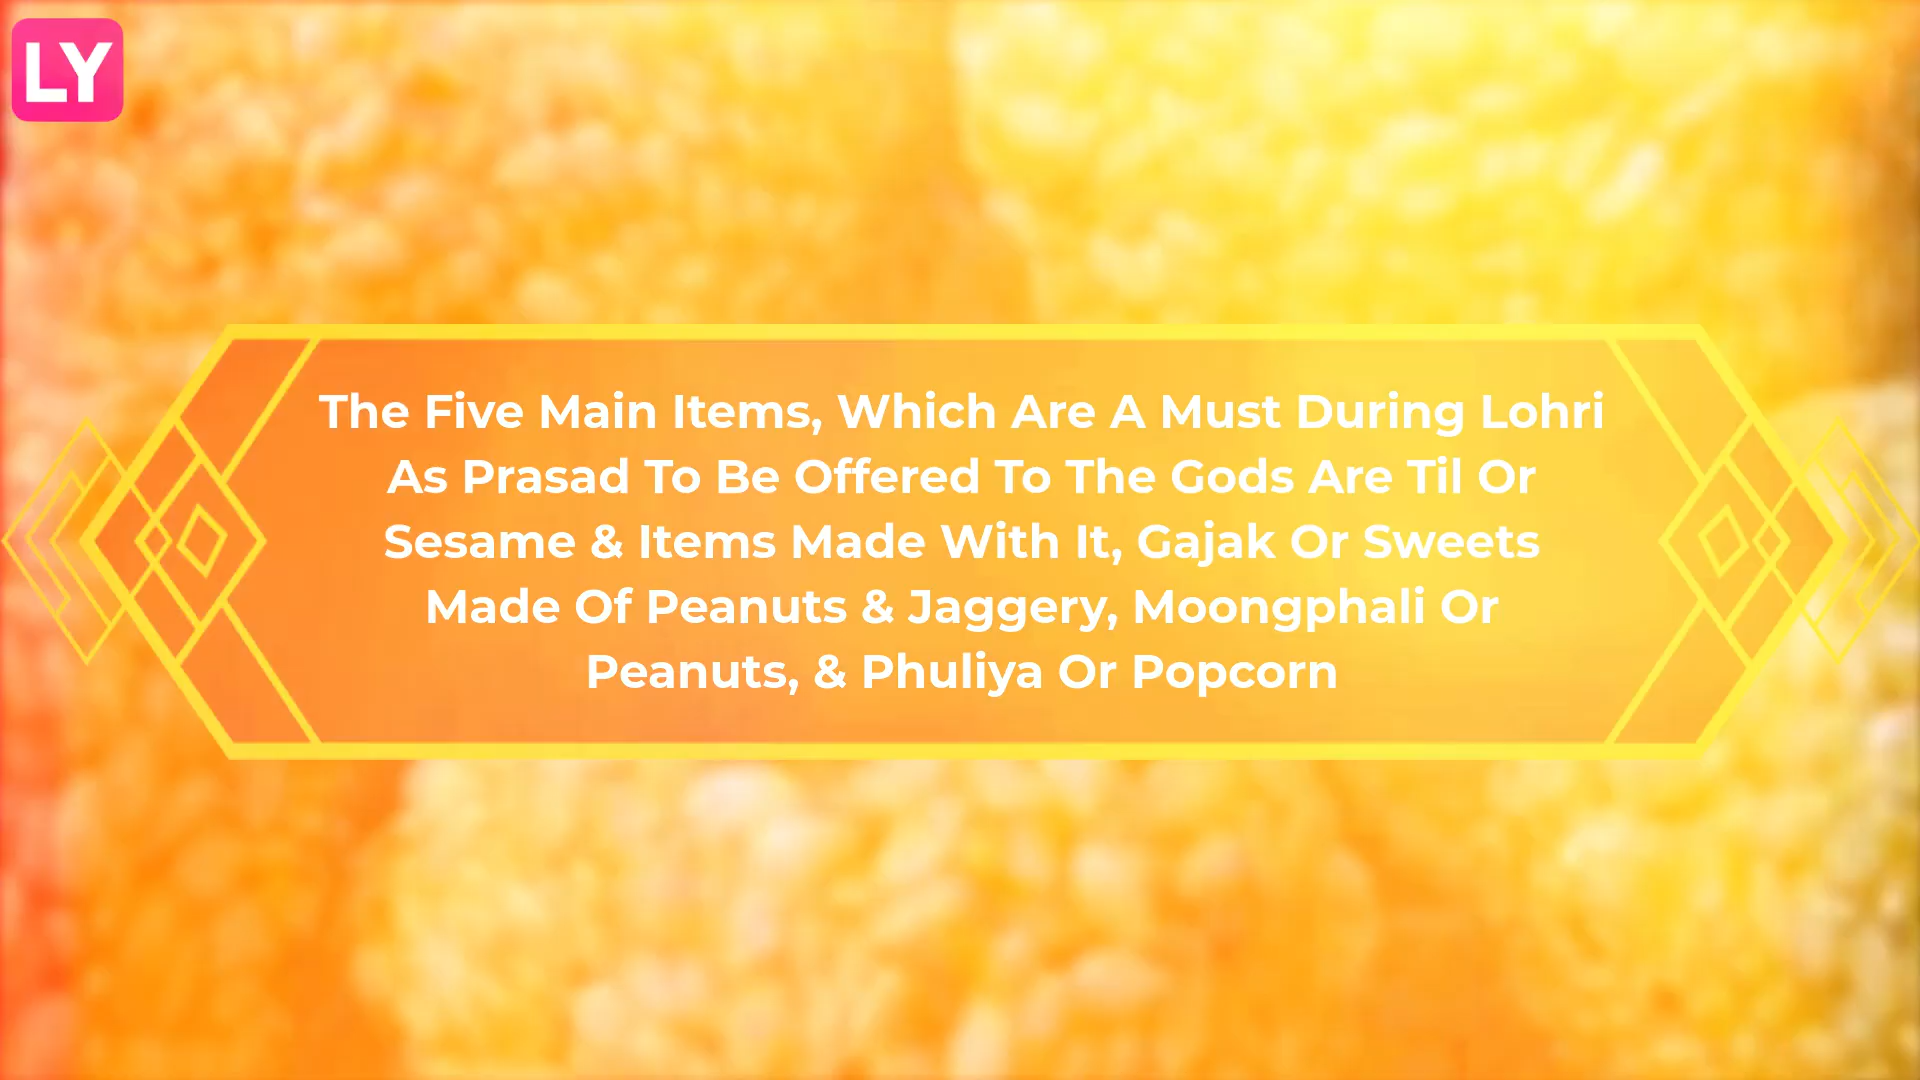 LY
The Five Main Items, Which Are A Must During Lohri
As Prasad To Be Offered To The Gods Are Til Or
Sesame & Items Made With It, Gajak Or Sweets
Made Of Peanuts & Jaggery, Moongphali Or
Peanuts, & Phuliya Or Popcorn